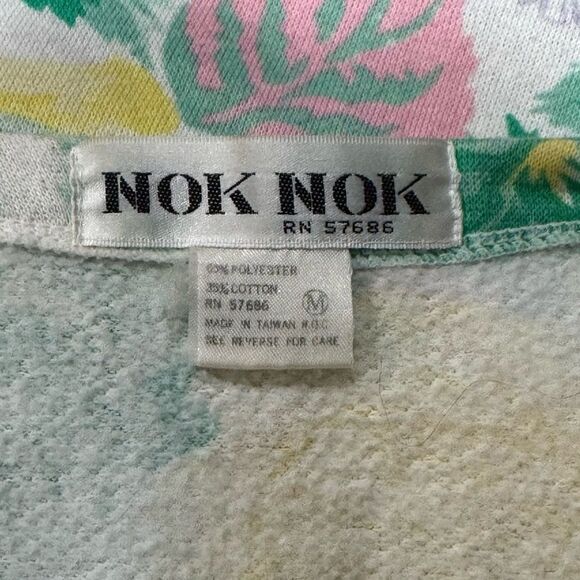 NOK NOK
RN 57686
65% POLYESTER
35% COTTON
RN 57686
M
MADE IN TAIWAN R.O.C
SEE REVERSE FOR CARE